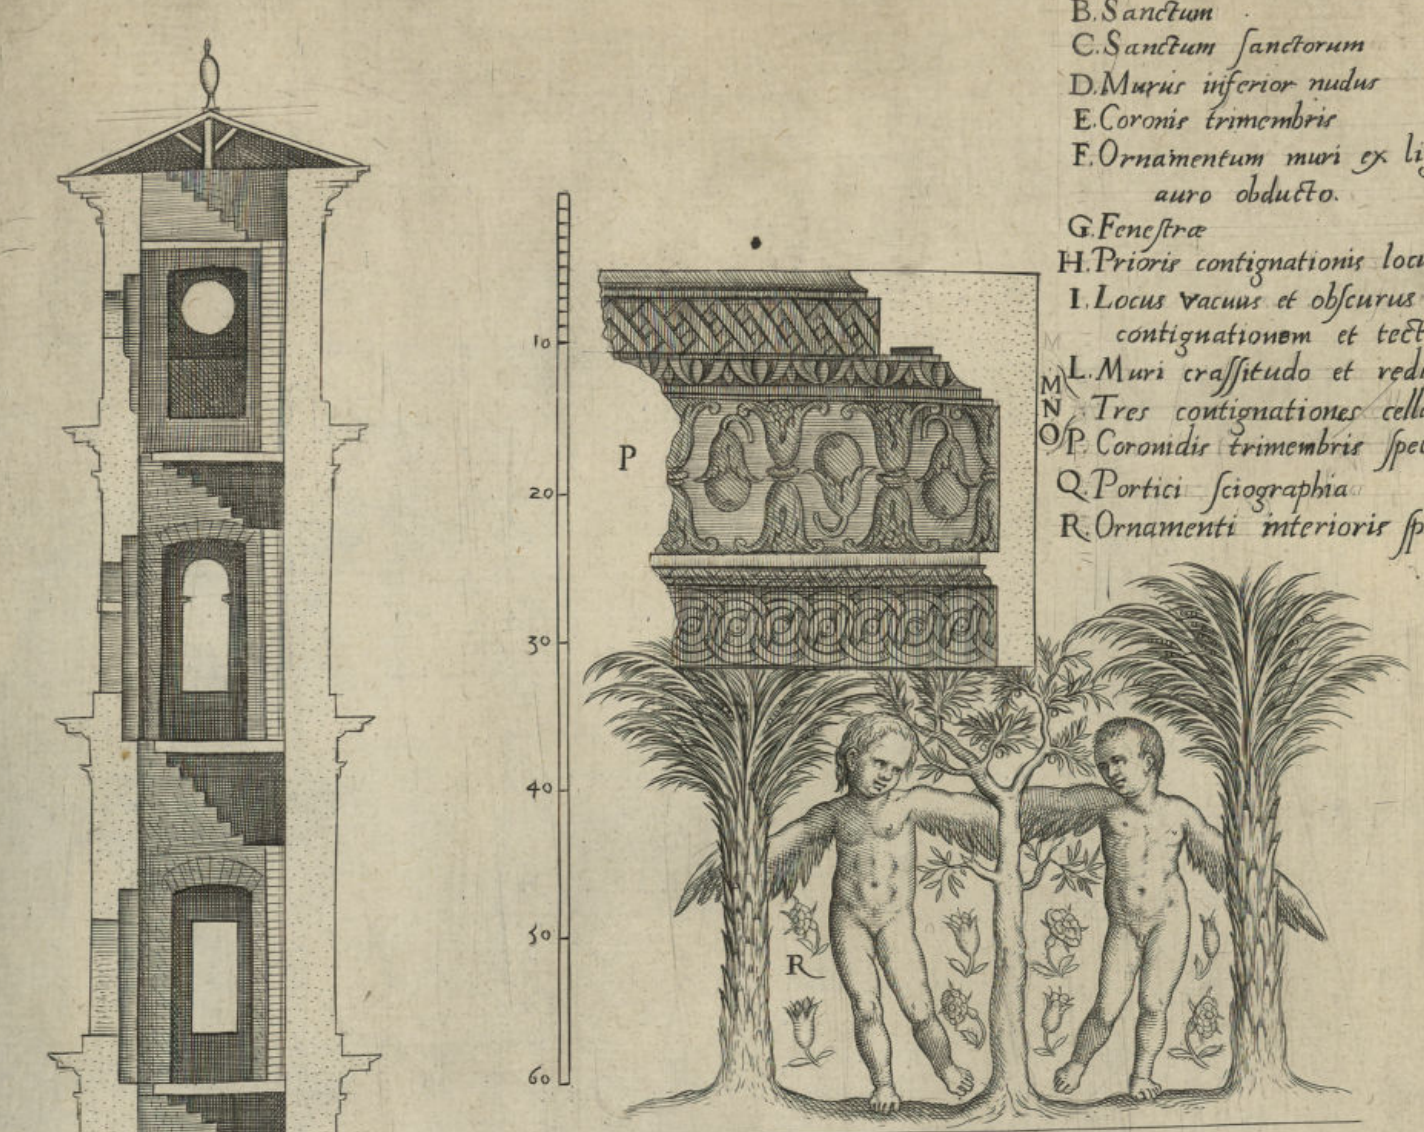 B. Sanctum
C. Sanctum ſanctorum
D. Murus inferior nudus
E. Coronis trimembris
F. Ornamentum muri ex
auro obducto.
G. Feneſtræ
H. Prioris contignationis
I. Locus vacuus et obſcurus
contignationem et
L. Muri craſſitudo et
M
N
O
Tres contignationes
P. Coronidis trimembris
Q. Portici ſciographia
R. Ornamenti interioris
P
10
20
30
40
50
60
R